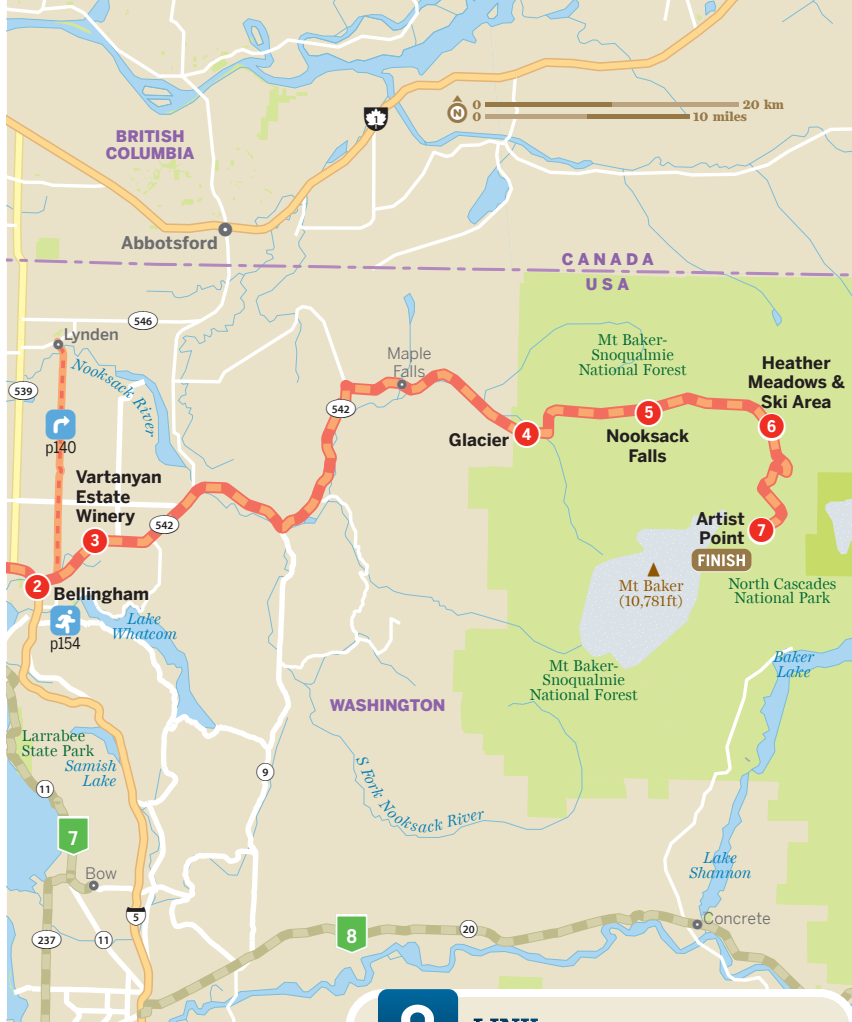 0 20 km
0 10 miles
N
1
BRITISH
COLUMBIA
Abbotsford
CANADA
USA
546
Lynden
Nooksack River
539
p140
Maple
Falls
542
Mt Baker-
Snoqualmie
National Forest
Heather
Meadows &
Ski Area
6
Glacier
4
5
Nooksack
Falls
Vartanyan
Estate
Winery
3
542
Artist
Point
7
FINISH
2
Bellingham
p154
Lake
Whatcom
Mt Baker
(10,781ft)
North Cascades
National Park
Mt Baker-
Snoqualmie
National Forest
Baker
Lake
WASHINGTON
Larrabee
State Park
Samish
Lake
11
9
S Fork Nooksack River
7
Bow
Lake
Shannon
5
237
11
8
20
Concrete